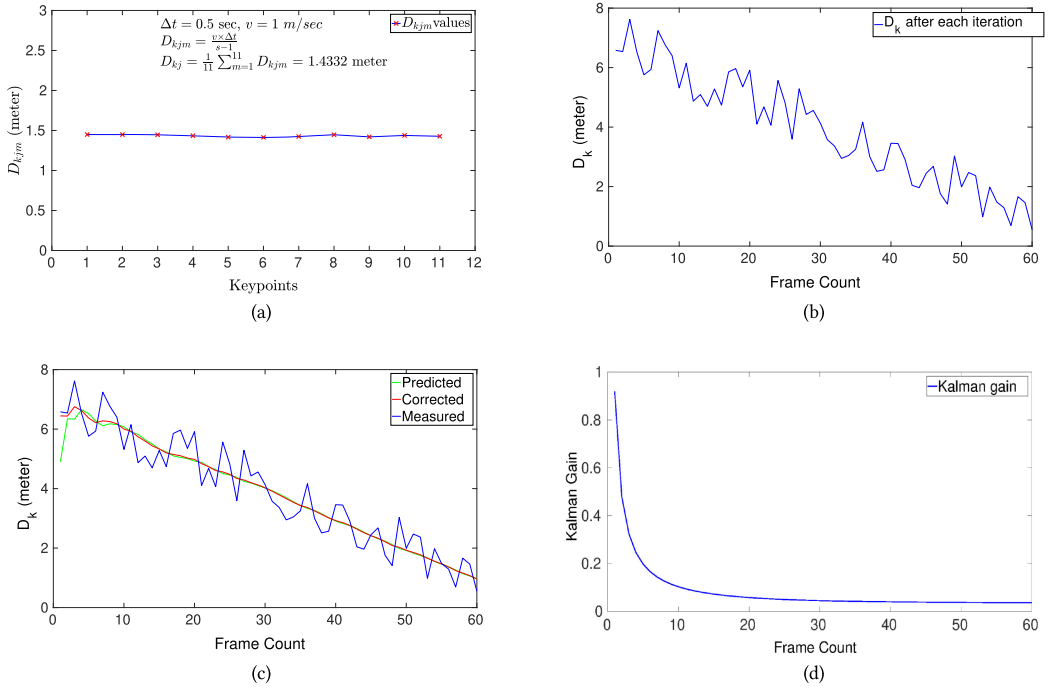 Δt = 0.5 sec, v = 1 m/sec
D_{kjm} = \frac{v×Δt}{s−1}
D_{kj} = \frac{1}{11} \sum_{m=1}^{11} D_{kjm} = 1.4332 meter
D_{kjm} values
3
2.5
2
1.5
1
0.5
0
D_{kjm} (meter)
0 1 2 3 4 5 6 7 8 9 10 11 12
Keypoints
(a)
D_k after each iteration
8
6
4
2
0
D_k (meter)
0 10 20 30 40 50 60
Frame Count
(b)
Predicted
Corrected
Measured
8
6
4
2
0
D_k (meter)
0 10 20 30 40 50 60
Frame Count
(c)
Kalman gain
1
0.8
0.6
0.4
0.2
0
Kalman Gain
0 10 20 30 40 50 60
Frame Count
(d)